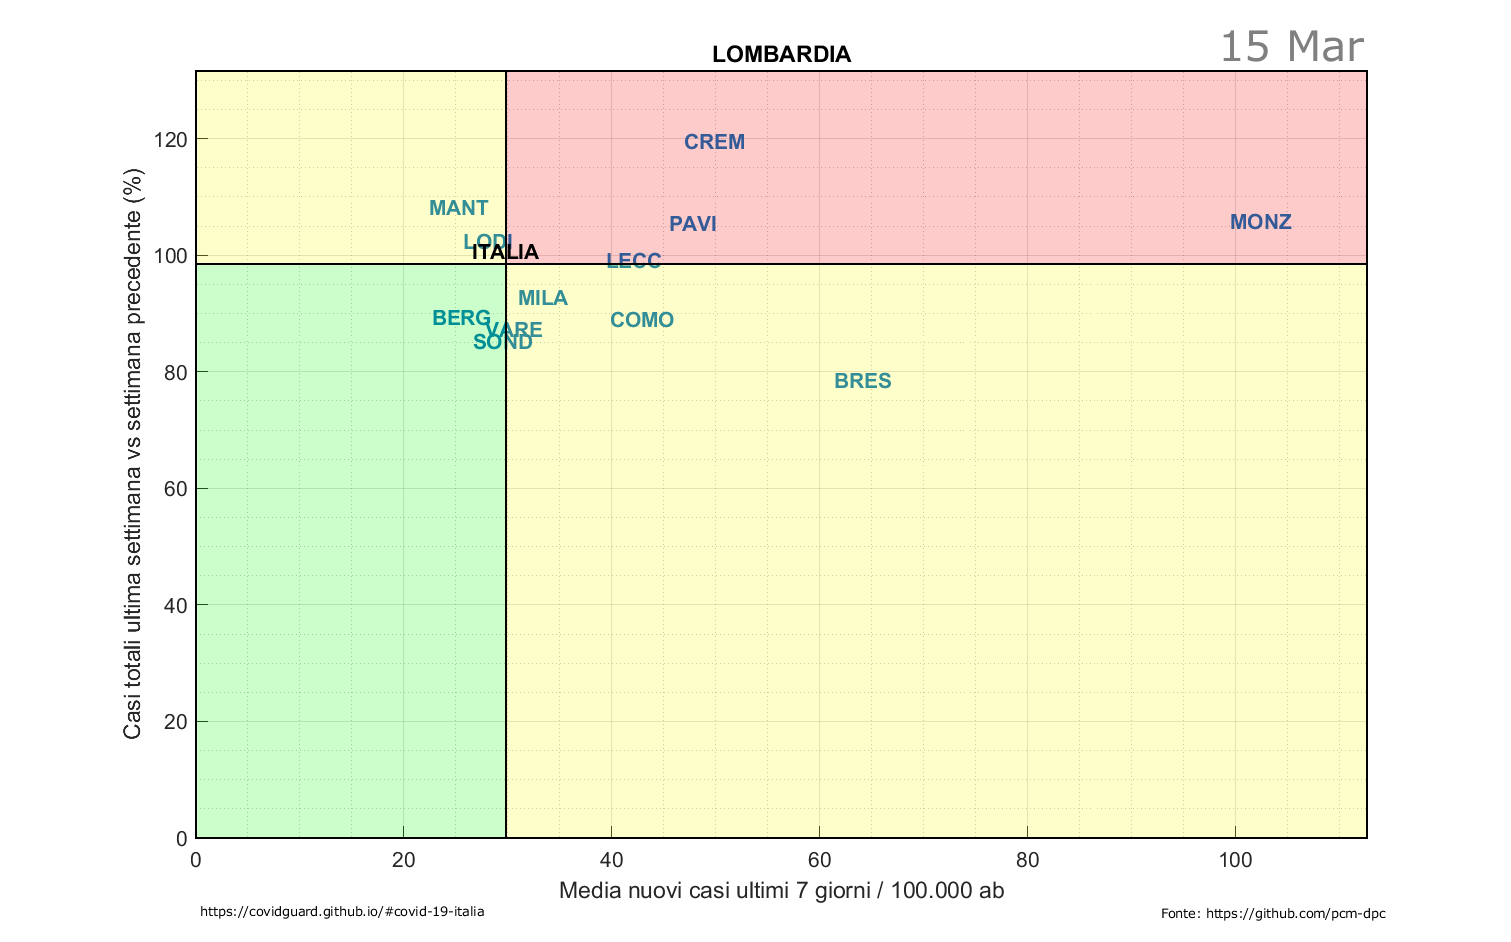 15 Mar
LOMBARDIA
120
100
80
60
40
20
0
Casi totali ultima settimana vs settimana precedente (%)
CREM
MANT
PAVI
MONZ
LODI
ITALIA
LECC
MILA
BERG
COMO
VARE
SOND
BRES
0 20 40 60 80 100
Media nuovi casi ultimi 7 giorni / 100.000 ab
https://covidguard.github.io/#covid-19-italia
Fonte: https://github.com/pcm-dpc